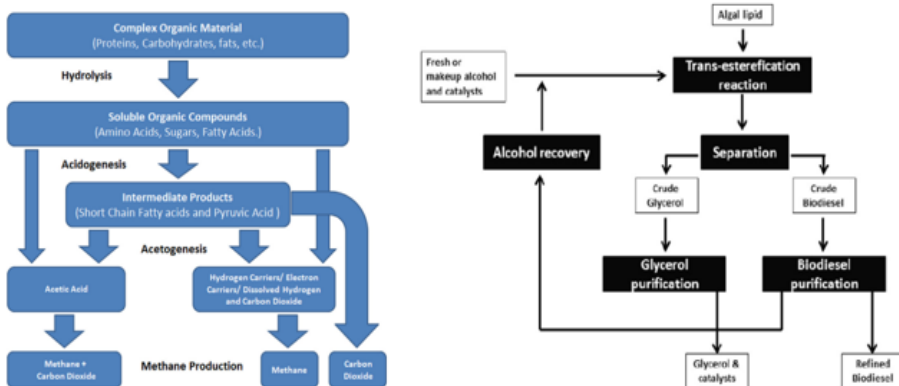 Complex Organic Material
(Proteins, Carbohydrates, fats, etc.)
Hydrolysis
Soluble Organic Compounds
(Amino Acids, Sugars, Fatty Acids.)
Acidogenesis
Intermediate Products
(Short Chain Fatty acids and Pyruvic Acid )
Acetogenesis
Acetic Acid
Hydrogen Carriers/ Electron
Carriers/ Dissolved Hydrogen
and Carbon Dioxide
Methane +
Carbon Dioxide
Methane Production
Methane
Carbon
Dioxide
Algal lipid
Fresh or
makeup alcohol
and catalysts
Trans-esterefication
reaction
Alcohol recovery
Separation
Crude
Glycerol
Crude
Biodiesel
Glycerol
purification
Biodiesel
purification
Glycerol &
catalysts
Refined
Biodiesel